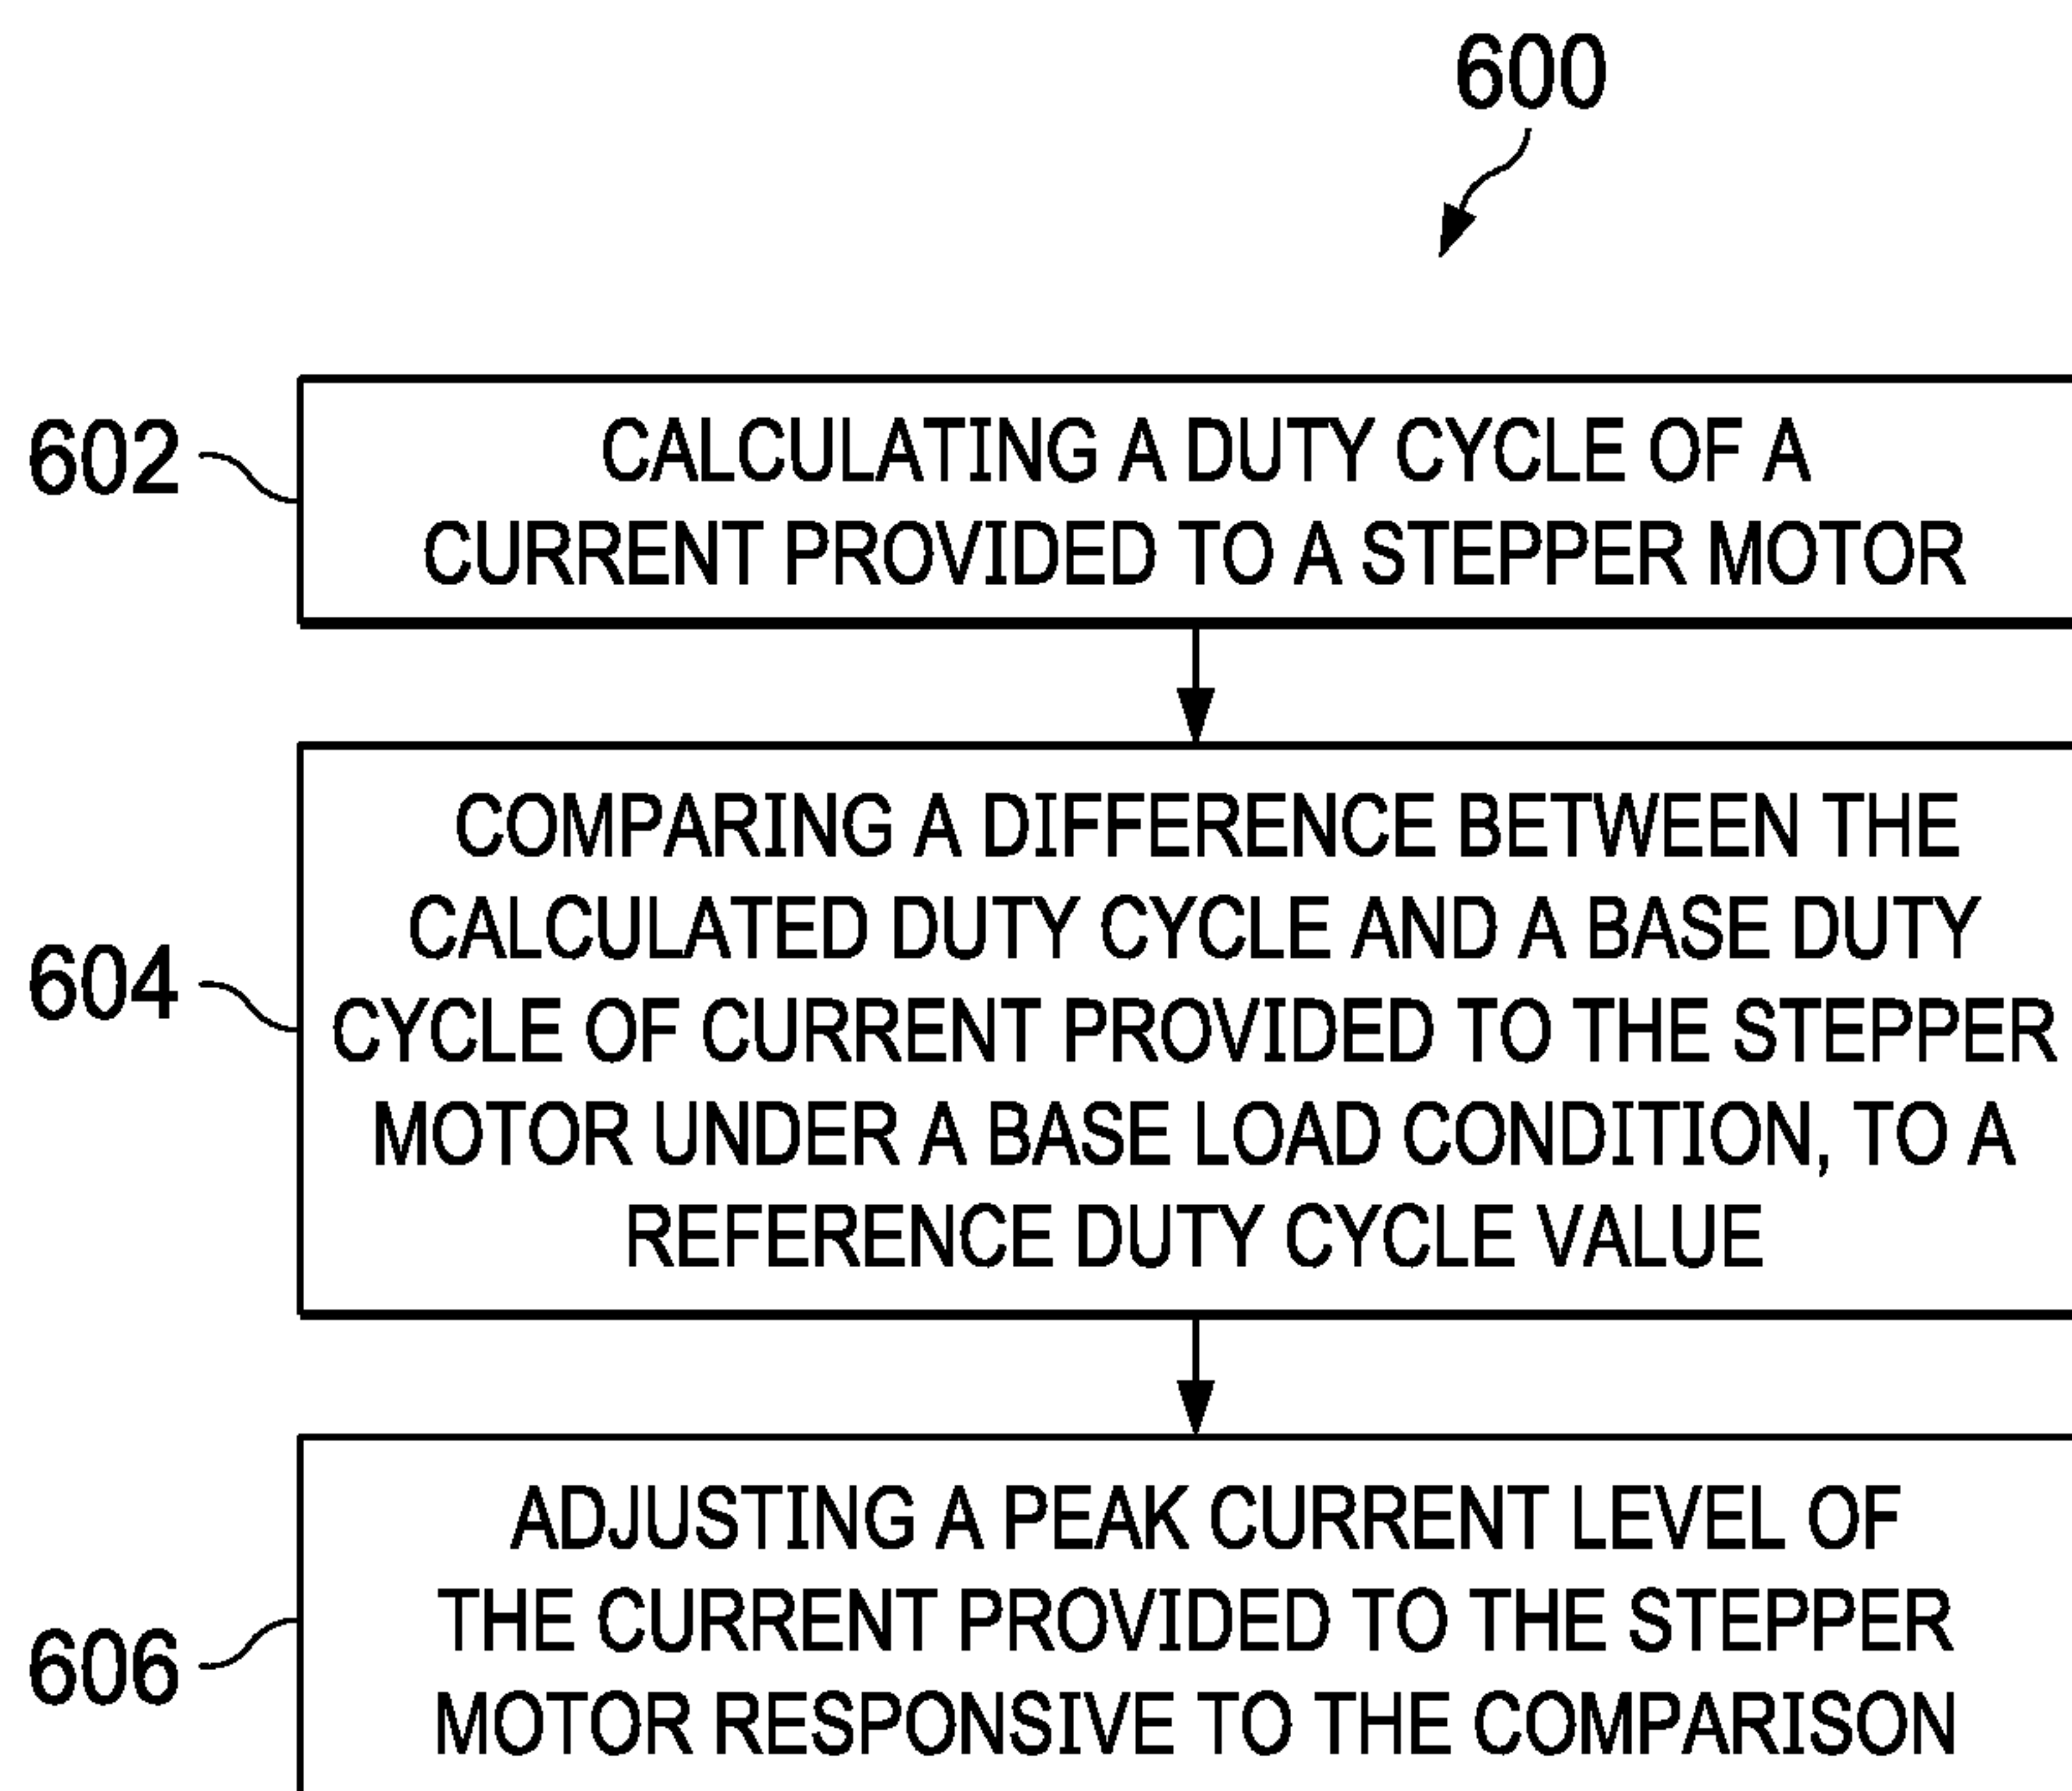 600
602
CALCULATING A DUTY CYCLE OF A
CURRENT PROVIDED TO A STEPPER MOTOR
604
COMPARING A DIFFERENCE BETWEEN THE
CALCULATED DUTY CYCLE AND A BASE DUTY
CYCLE OF CURRENT PROVIDED TO THE STEPPER
MOTOR UNDER A BASE LOAD CONDITION, TO A
REFERENCE DUTY CYCLE VALUE
606
ADJUSTING A PEAK CURRENT LEVEL OF
THE CURRENT PROVIDED TO THE STEPPER
MOTOR RESPONSIVE TO THE COMPARISON